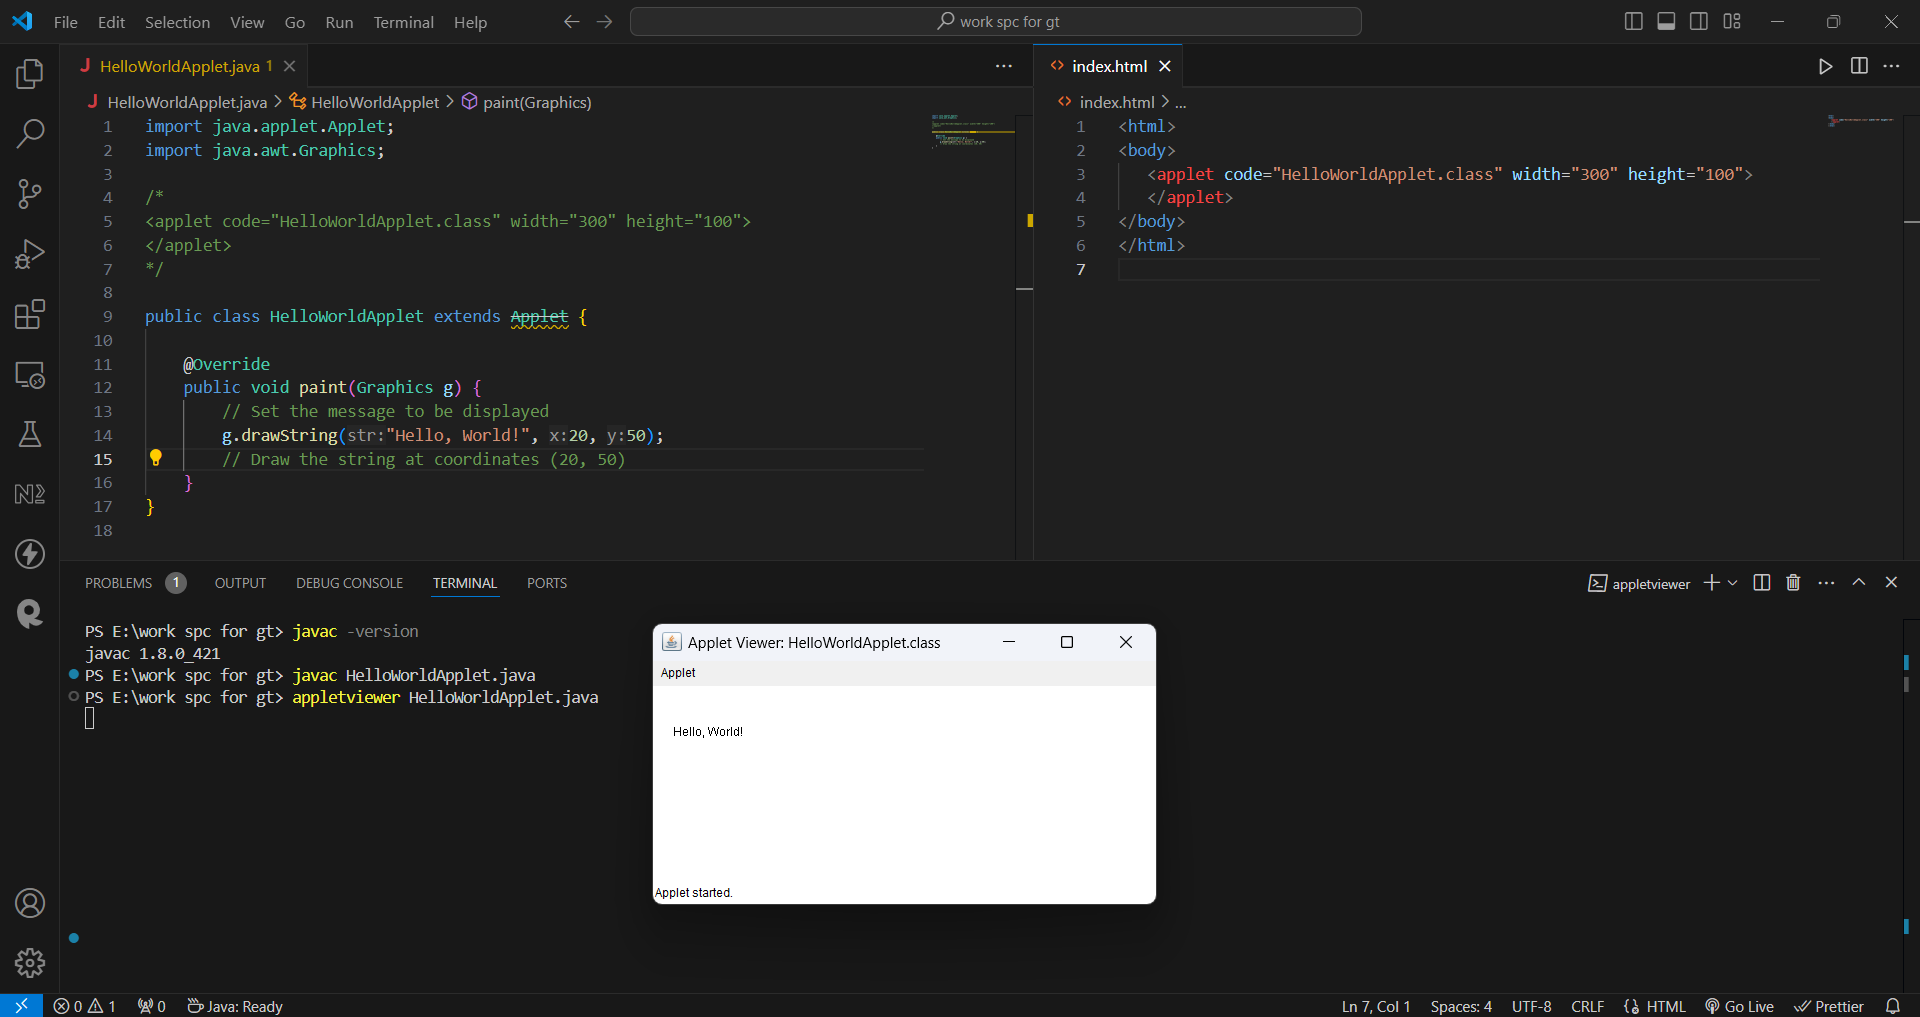 File Edit Selection View Go Run Terminal Help
work spc for gt
HelloWorldApplet.java 1
HelloWorldApplet.java > HelloWorldApplet > paint(Graphics)
1 import java.applet.Applet;
2 import java.awt.Graphics;
3
4 /*
5 <applet code="HelloWorldApplet.class" width="300" height="100">
6 </applet>
7 */
8
9 public class HelloWorldApplet extends Applet {
10
11 @Override
12 public void paint(Graphics g) {
13 // Set the message to be displayed
14 g.drawString(str:"Hello, World!", x:20, y:50);
15 // Draw the string at coordinates (20, 50)
16 }
17 }
18
index.html
index.html > ...
1 <html>
2 <body>
3 <applet code="HelloWorldApplet.class" width="300" height="100">
4 </applet>
5 </body>
6 </html>
7
PROBLEMS 1 OUTPUT DEBUG CONSOLE TERMINAL PORTS
appletviewer
PS E:\work spc for gt> javac -version
javac 1.8.0_421
PS E:\work spc for gt> javac HelloWorldApplet.java
PS E:\work spc for gt> appletviewer HelloWorldApplet.java
Applet Viewer: HelloWorldApplet.class
Applet
Hello, World!
Applet started.
0 1 0 Java: Ready
Ln 7, Col 1 Spaces: 4 UTF-8 CRLF {} HTML Go Live Prettier